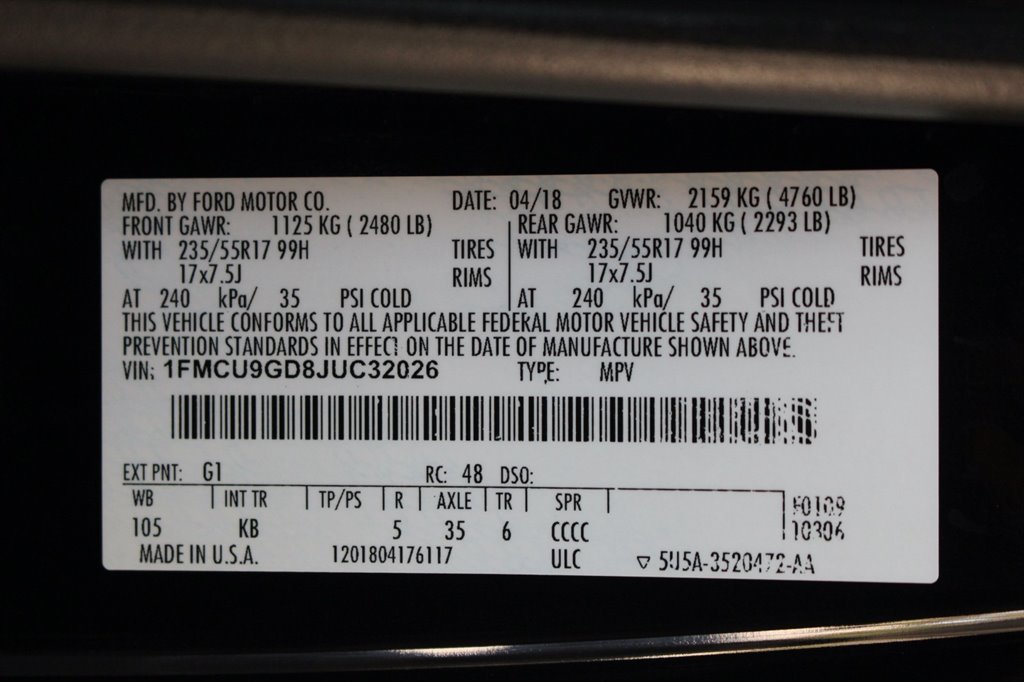 MFD. BY FORD MOTOR CO. DATE: 04/18 GVWR: 2159 KG ( 4760 LB)
FRONT GAWR: 1125 KG ( 2480 LB) REAR GAWR: 1040 KG ( 2293 LB)
WITH 235/55R17 99H TIRES WITH 235/55R17 99H TIRES
17x7.5J RIMS 17x7.5J RIMS
AT 240 kPa/ 35 PSI COLD AT 240 kPa/ 35 PSI COLD
THIS VEHICLE CONFORMS TO ALL APPLICABLE FEDERAL MOTOR VEHICLE SAFETY AND THEFT
PREVENTION STANDARDS IN EFFECT ON THE DATE OF MANUFACTURE SHOWN ABOVE.
VIN: 1FMCU9GD8JUC32026 TYPE: MPV
EXT PNT: G1 RC: 48 DSO:
WB INT TR TP/PS R AXLE TR SPR
105 KB 5 35 6 CCCC 10306
MADE IN U.S.A. 1201804176117 ULC 5U5A-3520472-AA